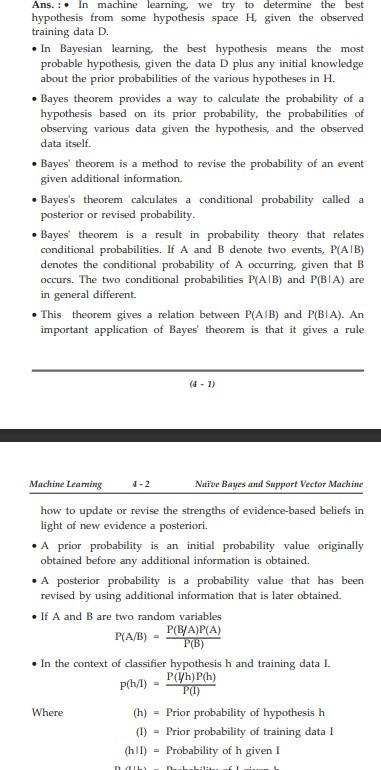 Ans. : • In machine learning, we try to determine the best
hypothesis from some hypothesis space H, given the observed
training data D.
• In Bayesian learning, the best hypothesis means the most
probable hypothesis, given the data D plus any initial knowledge
about the prior probabilities of the various hypotheses in H.
• Bayes theorem provides a way to calculate the probability of a
hypothesis based on its prior probability, the probabilities of
observing various data given the hypothesis, and the observed
data itself.
• Bayes' theorem is a method to revise the probability of an event
given additional information.
• Bayes's theorem calculates a conditional probability called a
posterior or revised probability.
• Bayes' theorem is a result in probability theory that relates
conditional probabilities. If A and B denote two events, P(A|B)
denotes the conditional probability of A occurring, given that B
occurs. The two conditional probabilities P(A|B) and P(B|A) are
in general different.
• This theorem gives a relation between P(A|B) and P(B|A). An
important application of Bayes' theorem is that it gives a rule
(4 - 1)
Machine Learning 4 - 2 Naïve Bayes and Support Vector Machine
how to update or revise the strengths of evidence-based beliefs in
light of new evidence a posteriori.
• A prior probability is an initial probability value originally
obtained before any additional information is obtained.
• A posterior probability is a probability value that has been
revised by using additional information that is later obtained.
• If A and B are two random variables
P(A/B) = P(B/A)P(A)
P(B)
• In the context of classifier hypothesis h and training data I.
p(h/I) = P(I/h)P(h)
P(I)
Where (h) = Prior probability of hypothesis h
(I) = Prior probability of training data I
(h|I) = Probability of h given I